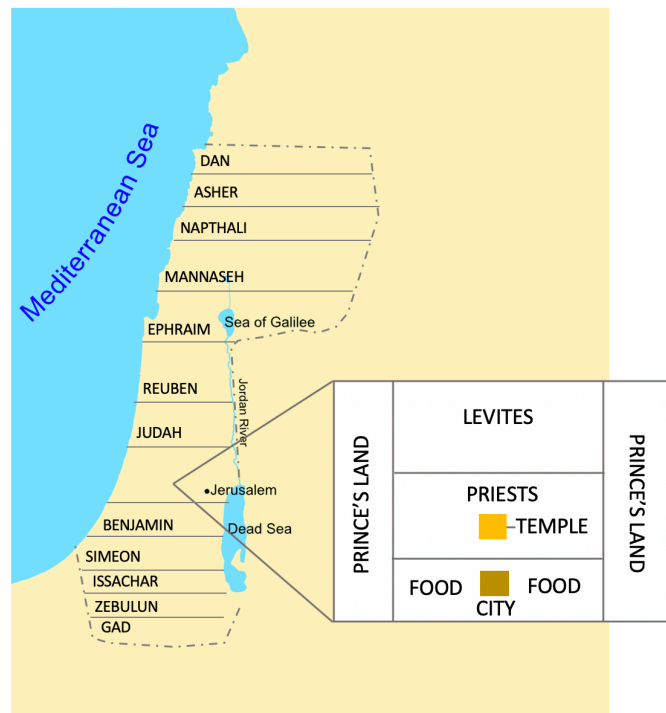 Mediterranean Sea
DAN
ASHER
NAPTHALI
MANNASEH
EPHRAIM
Sea of Galilee
REUBEN
Jordan River
JUDAH
Jerusalem
BENJAMIN
Dead Sea
SIMEON
ISSACHAR
ZEBULUN
GAD
PRINCE'S LAND
LEVITES
PRIESTS
TEMPLE
FOOD
FOOD
CITY
PRINCE'S LAND